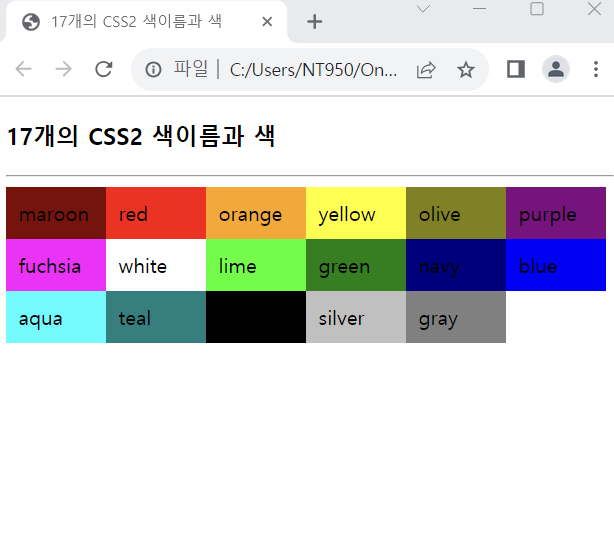 17개의 CSS2 색이름과 색
파일 | C:/Users/NT950/On...
17개의 CSS2 색이름과 색
maroon red orange yellow olive purple
fuchsia white lime green navy blue
aqua teal silver gray